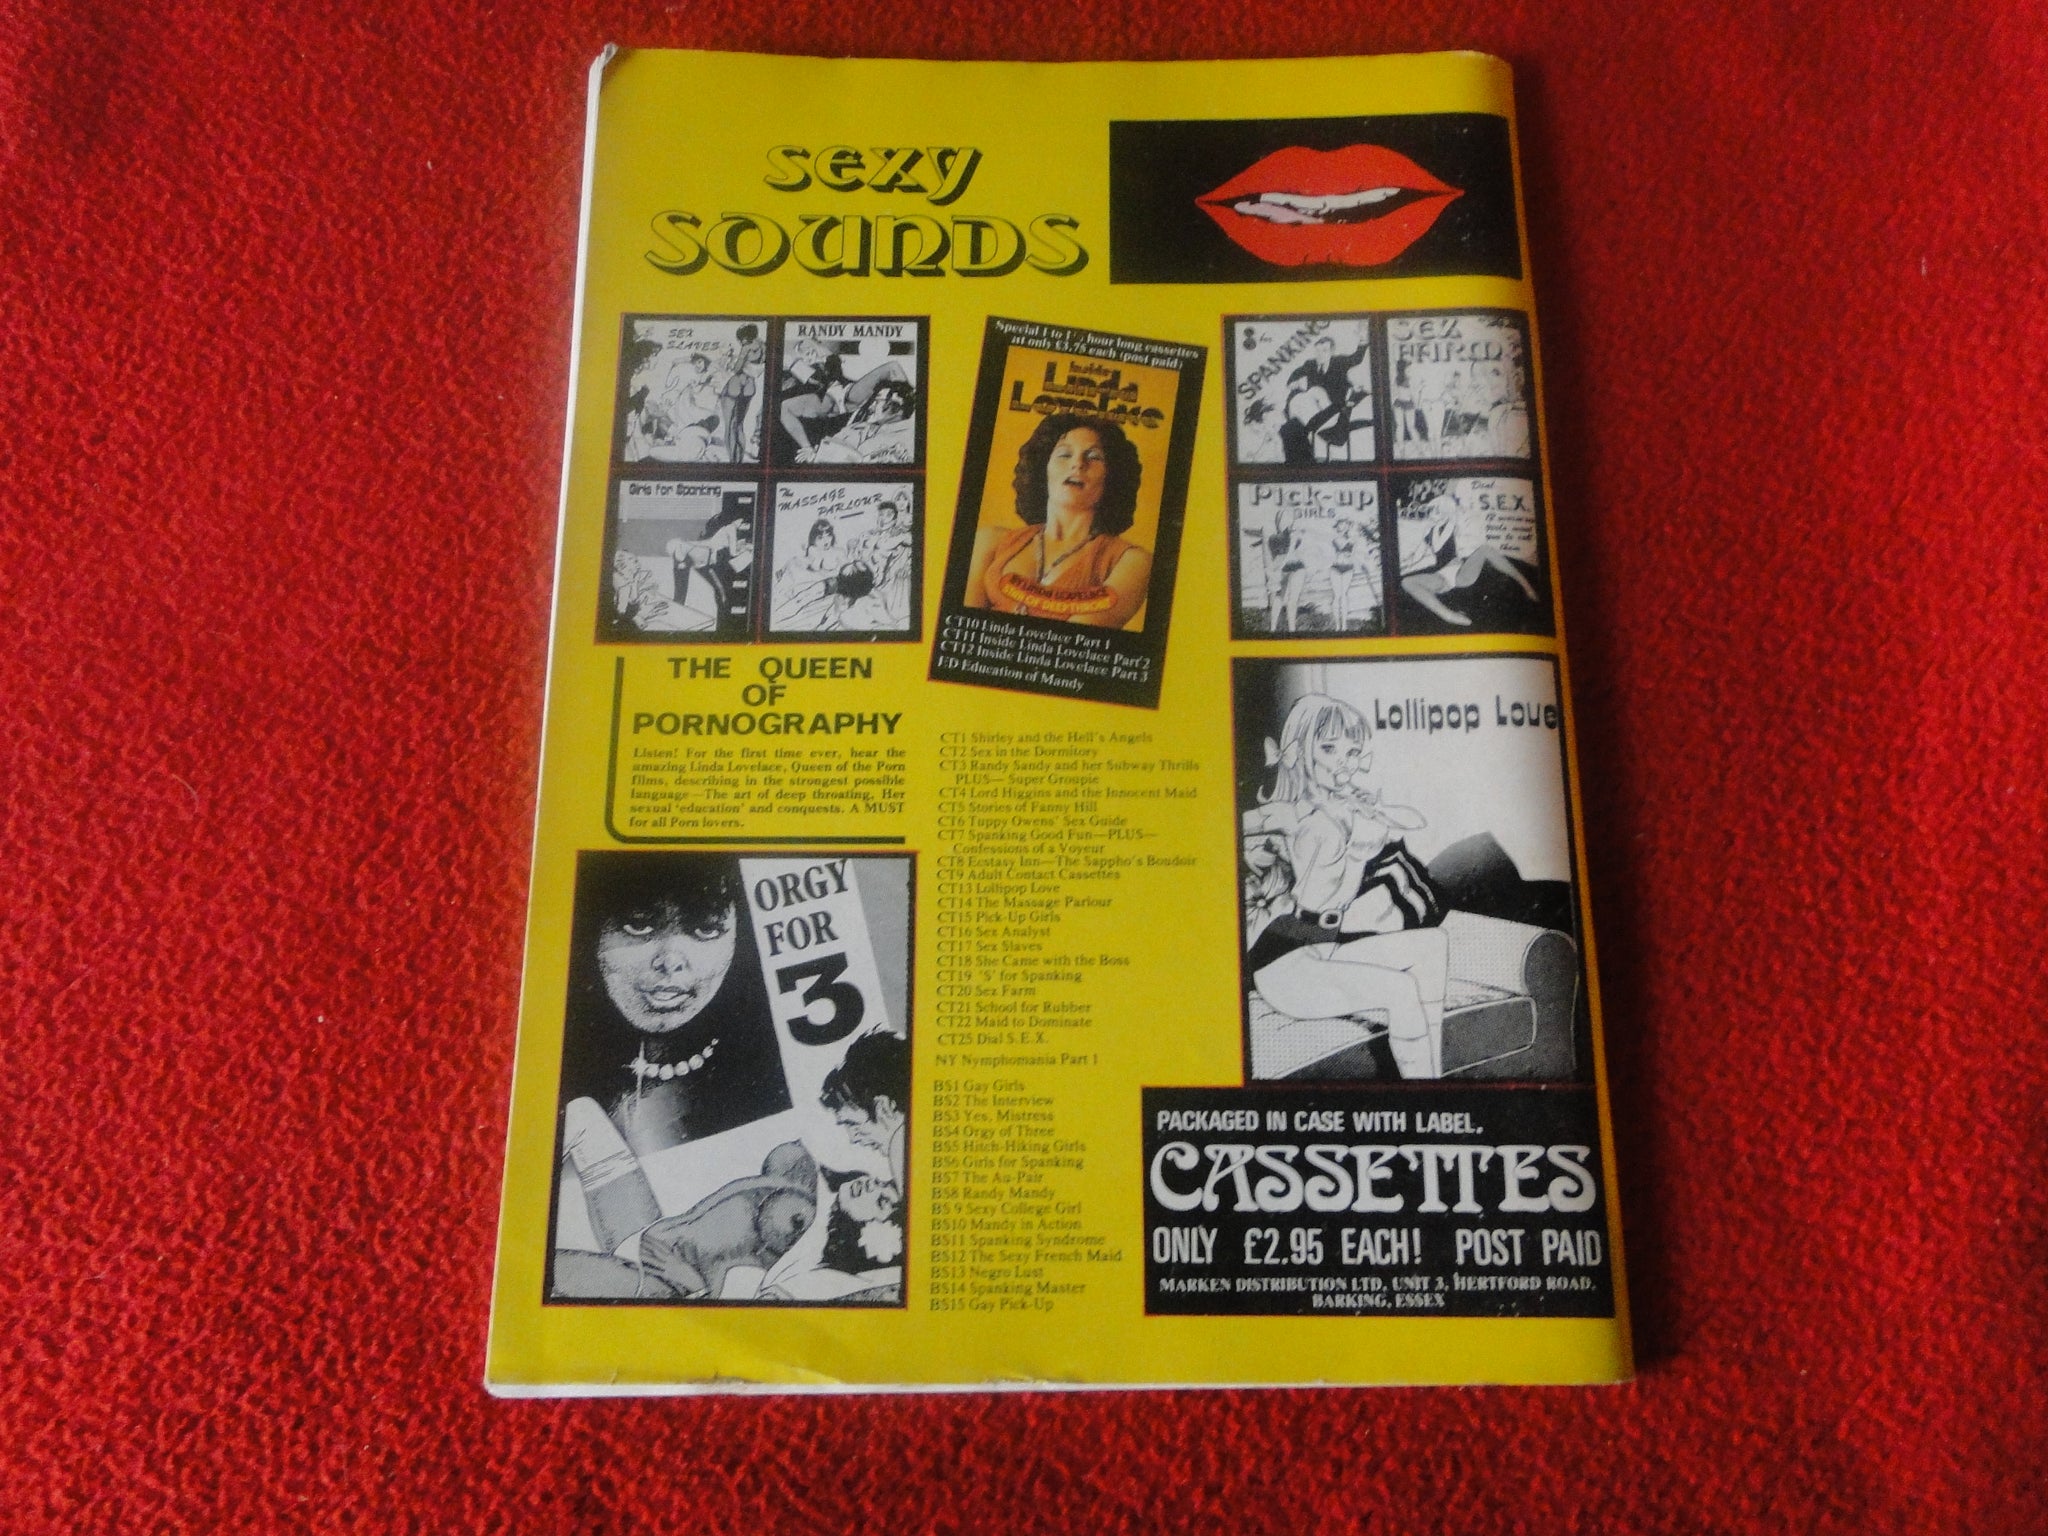 sexy
SOUNDS
SEX
SLAVES
RANDY MANDY
Girls for Spanking
The
MASSAGE
PARLOUR
Special 1 to 1½ hour long cassettes
at only £3.75 each (post paid)
Inside
Linda
Lovelace
BY LINDA LOVELACE
STAR OF DEEP THROAT
CT10 Linda Lovelace Part 1
CT11 Inside Linda Lovelace Part 2
CT12 Inside Linda Lovelace Part 3
ED Education of Mandy
SPANKING
SEX
FARM
Pick-up
GIRLS
Dial
S.E.X.
you to call
them
THE QUEEN
OF
PORNOGRAPHY
Listen! For the first time ever, hear the
amazing Linda Lovelace, Queen of the Porn
films, describing in the strongest possible
language—The art of deep throating, Her
sexual 'education' and conquests. A MUST
for all Porn lovers.
ORGY
FOR
3
CT1 Shirley and the Hell's Angels
CT2 Sex in the Dormitory
CT3 Randy Sandy and her Subway Thrills
PLUS— Super Groupie
CT4 Lord Higgins and the Innocent Maid
CT5 Stories of Fanny Hill
CT6 Tuppy Owens' Sex Guide
CT7 Spanking Good Fun—PLUS—
Confessions of a Voyeur
CT8 Ecstasy Inn—The Sappho's Boudoir
CT9 Adult Contact Cassettes
CT13 Lollipop Love
CT14 The Massage Parlour
CT15 Pick-Up Girls
CT16 Sex Analyst
CT17 Sex Slaves
CT18 She Came with the Boss
CT19 'S' for Spanking
CT20 Sex Farm
CT21 School for Rubber
CT22 Maid to Dominate
CT25 Dial S.E.X.
NY Nymphomania Part 1
BS1 Gay Girls
BS2 The Interview
BS3 Yes, Mistress
BS4 Orgy of Three
BS5 Hitch-Hiking Girls
BS6 Girls for Spanking
BS7 The Au-Pair
BS8 Randy Mandy
BS 9 Sexy College Girl
BS10 Mandy in Action
BS11 Spanking Syndrome
BS12 The Sexy French Maid
BS13 Negro Lust
BS14 Spanking Master
BS15 Gay Pick-Up
Lollipop Love
PACKAGED IN CASE WITH LABEL.
CASSETTES
ONLY £2.95 EACH! POST PAID
MARKEN DISTRIBUTION LTD, UNIT 3, HERTFORD ROAD,
BARKING, ESSEX